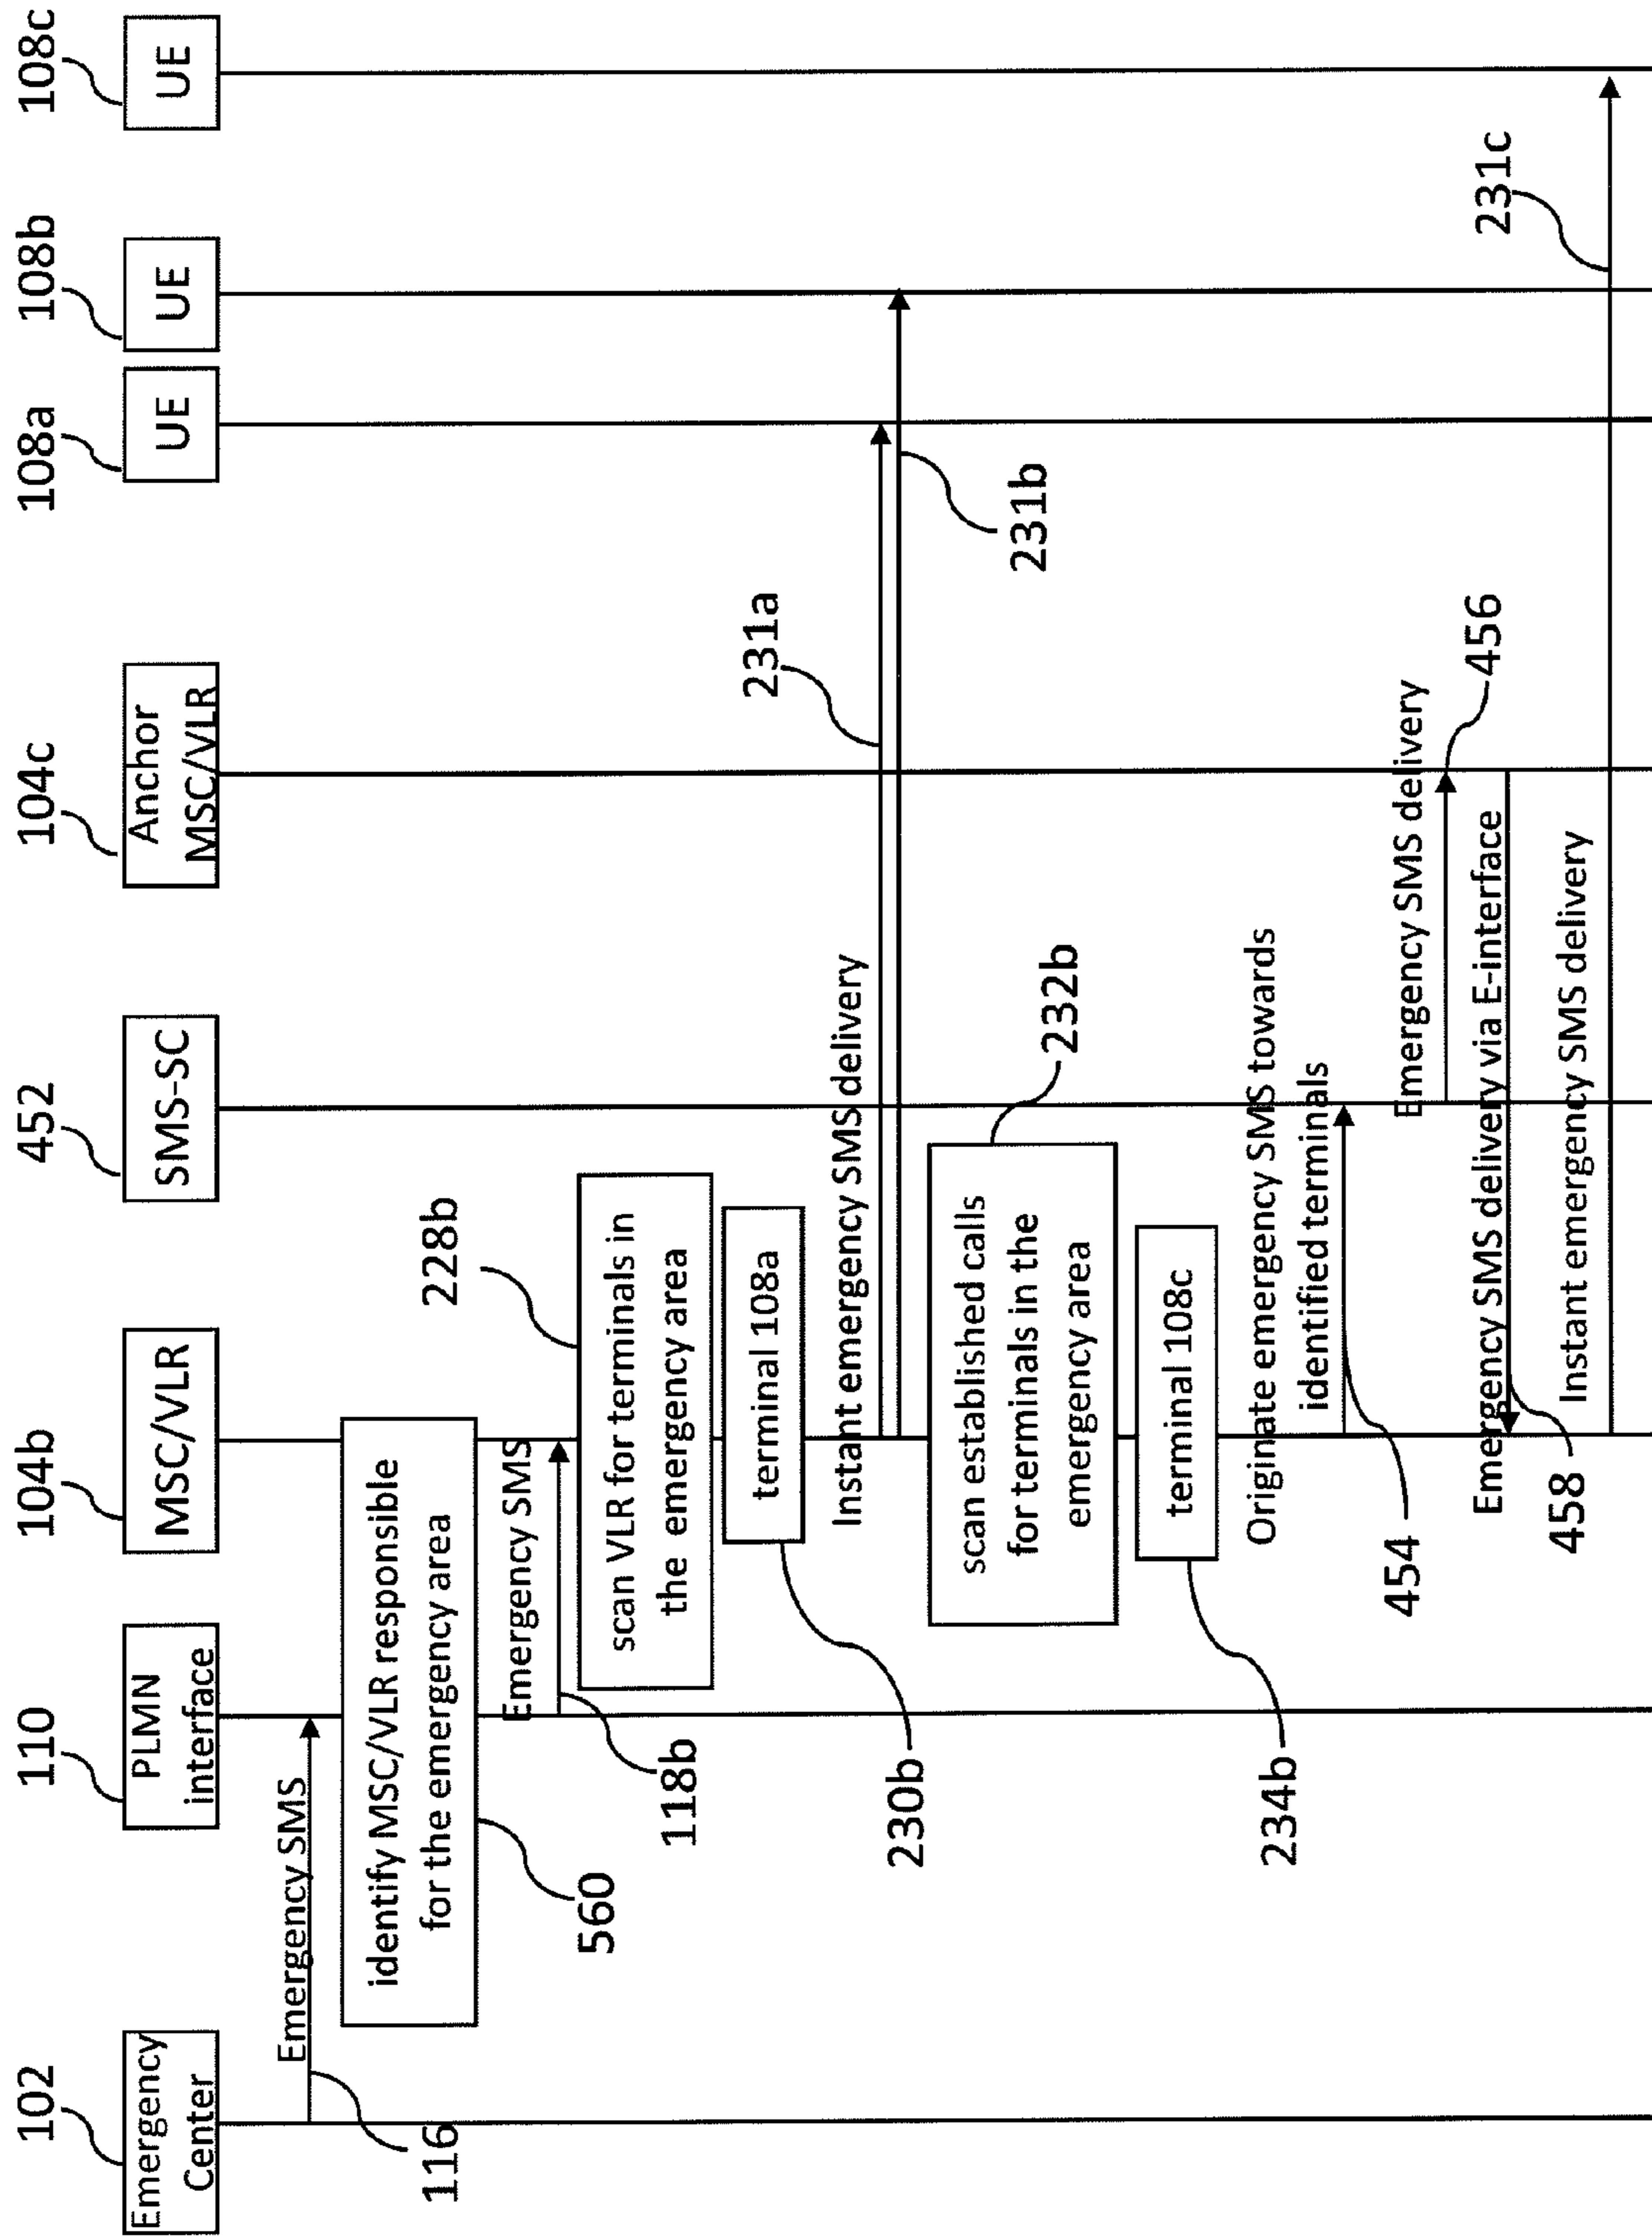 102
110
104b
452
104c
108a
108b
108c
Emergency
Center
PLMN
interface
MSC/VLR
SMS-SC
Anchor
MSC/VLR
UE
UE
UE
Emergency SMS
116
identify MSC/VLR responsible
for the emergency area
560
Emergency SMS
118b
228b
scan VLR for terminals in
the emergency area
terminal 108a
230b
231a
Instant emergency SMS delivery
231b
232b
scan established calls
for terminals in the
emergency area
terminal 108c
234b
Originate emergency SMS towards
identified terminals
454
Emergency SMS delivery
456
Emergency SMS delivery via E-interface
458
Instant emergency SMS delivery
231c